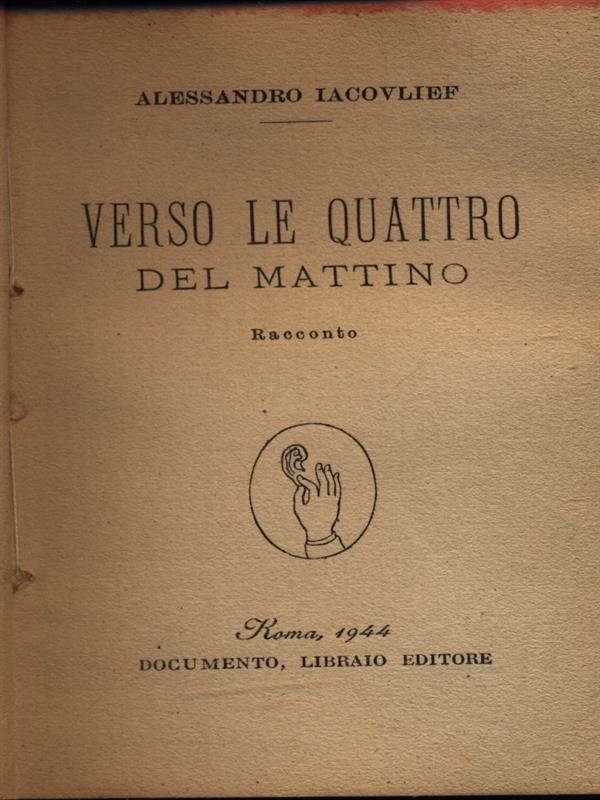 ALESSANDRO IACOVLIEF
VERSO LE QUATTRO
DEL MATTINO
Racconto
Roma, 1944
DOCUMENTO, LIBRAIO EDITORE